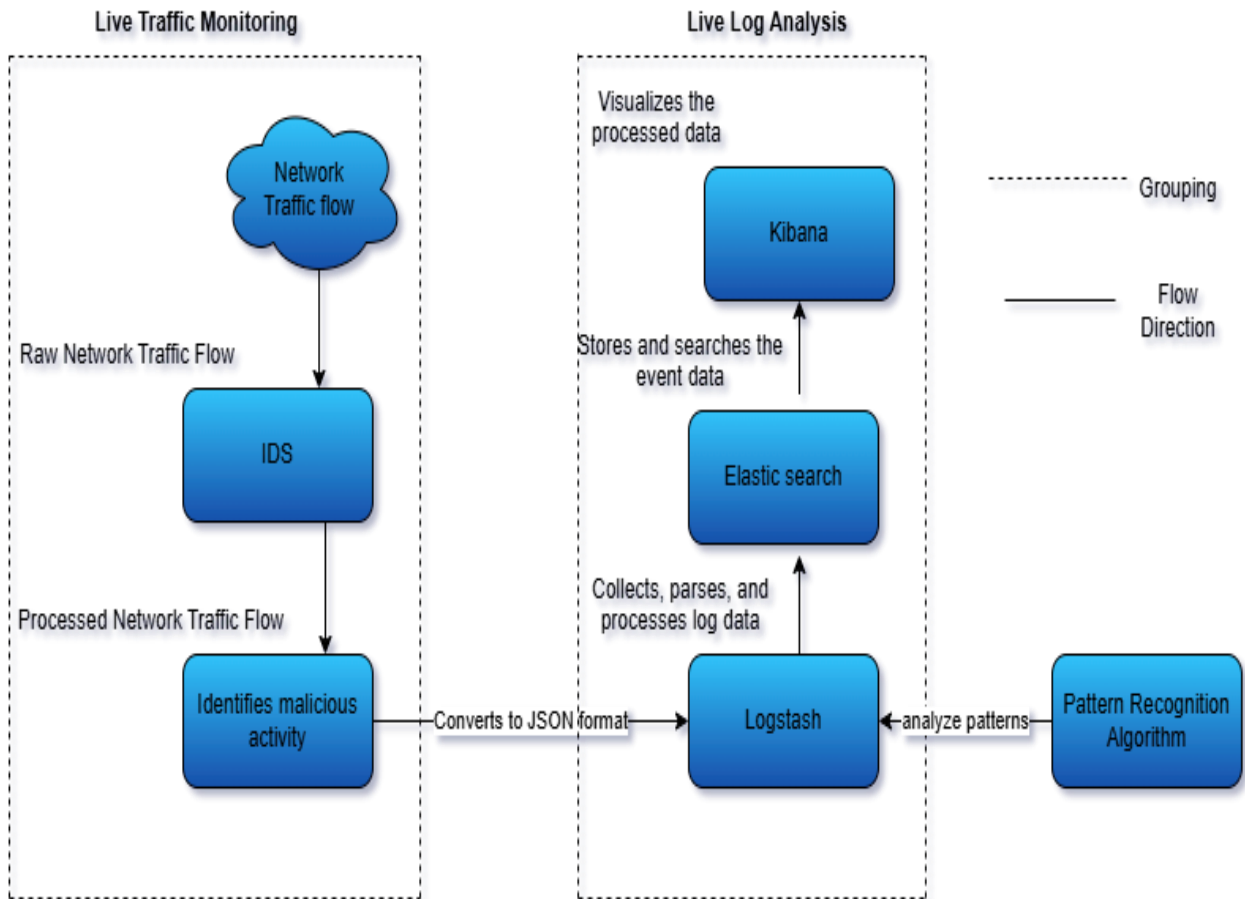 Live Traffic Monitoring
Network
Traffic flow
Raw Network Traffic Flow
IDS
Processed Network Traffic Flow
Identifies malicious
activity
Converts to JSON format
Live Log Analysis
Visualizes the
processed data
Kibana
Stores and searches the
event data
Elastic search
Collects, parses, and
processes log data
Logstash
analyze patterns
Pattern Recognition
Algorithm
Grouping
Flow
Direction